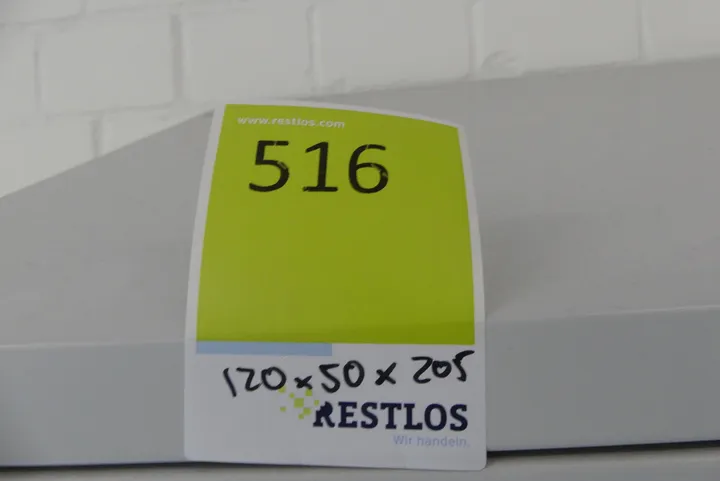 www.restlos.com
516
120 x 50 x 205
RESTLOS
Wir handeln.